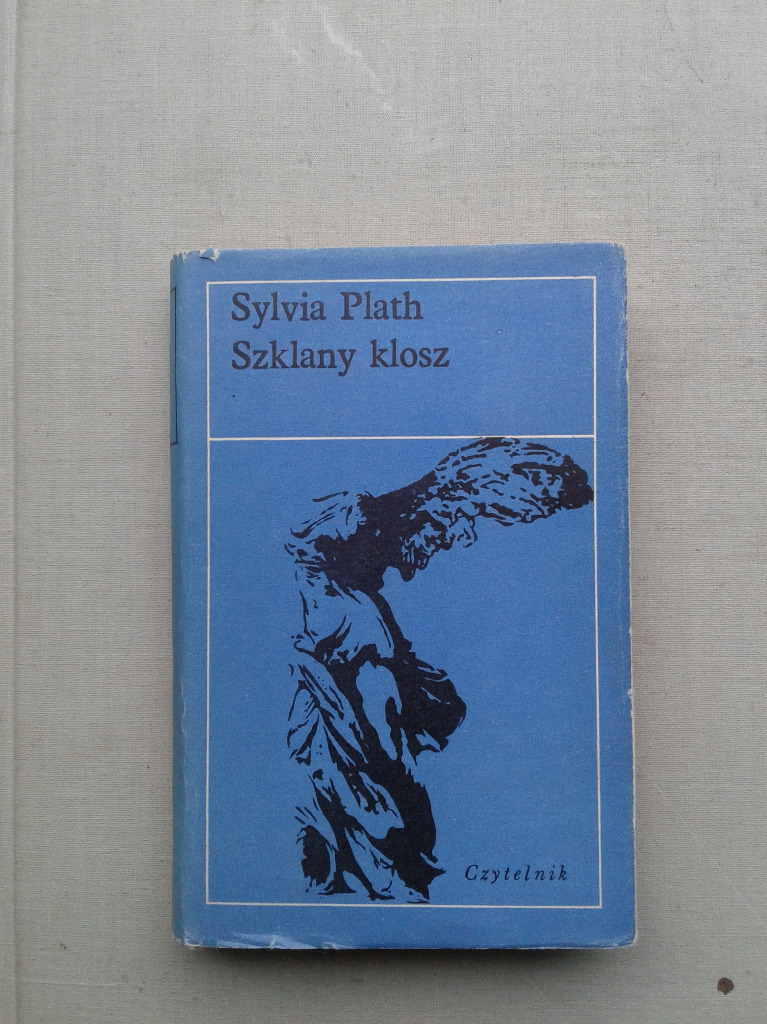 Sylvia Plath
Szklany klosz
Czytelnik